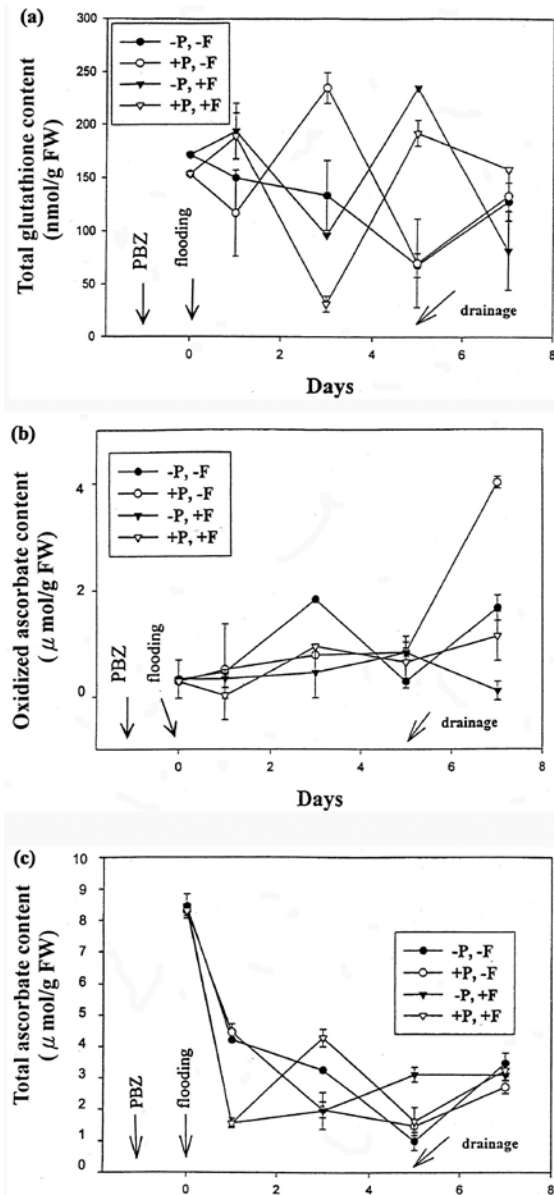 (a)
300
250
200
150
100
50
0
Total glutathione content
(nmol/g FW)
-P, -F
+P, -F
-P, +F
+P, +F
PBZ
flooding
drainage
0
2
4
6
8
Days
(b)
4
2
0
Oxidized ascorbate content
( μ mol/g FW)
-P, -F
+P, -F
-P, +F
+P, +F
PBZ
flooding
drainage
0
2
4
6
8
Days
(c)
10
9
8
7
6
5
4
3
2
1
0
Total ascorbate content
( μ mol/g FW)
-P, -F
+P, -F
-P, +F
+P, +F
PBZ
flooding
drainage
0
2
4
6
8